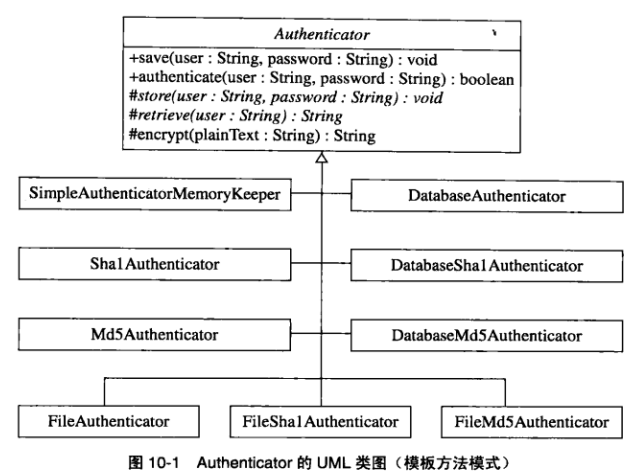 Authenticator
+save(user : String, password : String) : void
+authenticate(user : String, password : String) : boolean
#store(user : String, password : String) : void
#retrieve(user : String) : String
#encrypt(plainText : String) : String
SimpleAuthenticatorMemoryKeeper
DatabaseAuthenticator
Sha1Authenticator
DatabaseSha1Authenticator
Md5Authenticator
DatabaseMd5Authenticator
FileAuthenticator
FileSha1Authenticator
FileMd5Authenticator
图 10-1 Authenticator 的 UML 类图（模板方法模式）